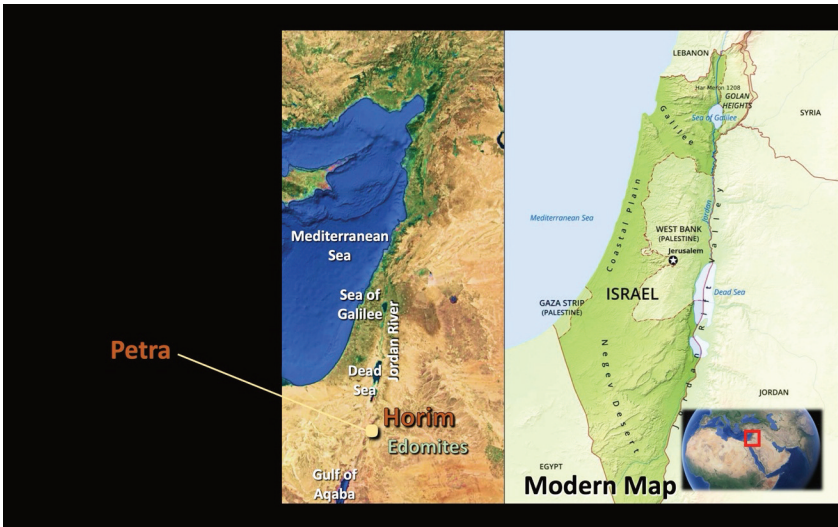 Petra
Mediterranean
Sea
Sea of
Galilee
Jordan River
Dead
Sea
Horim
Edomites
Gulf of
Aqaba
LEBANON
Har Meron 1208
GOLAN
HEIGHTS
SYRIA
Sea of Galilee
Galilee
Mediterranean Sea
Coastal Plain
Jordan
WEST BANK
(PALESTINE)
Jerusalem
GAZA STRIP
(PALESTINE)
ISRAEL
Dead Sea
Jordan Rift Valley
Negev Desert
JORDAN
EGYPT
Modern Map